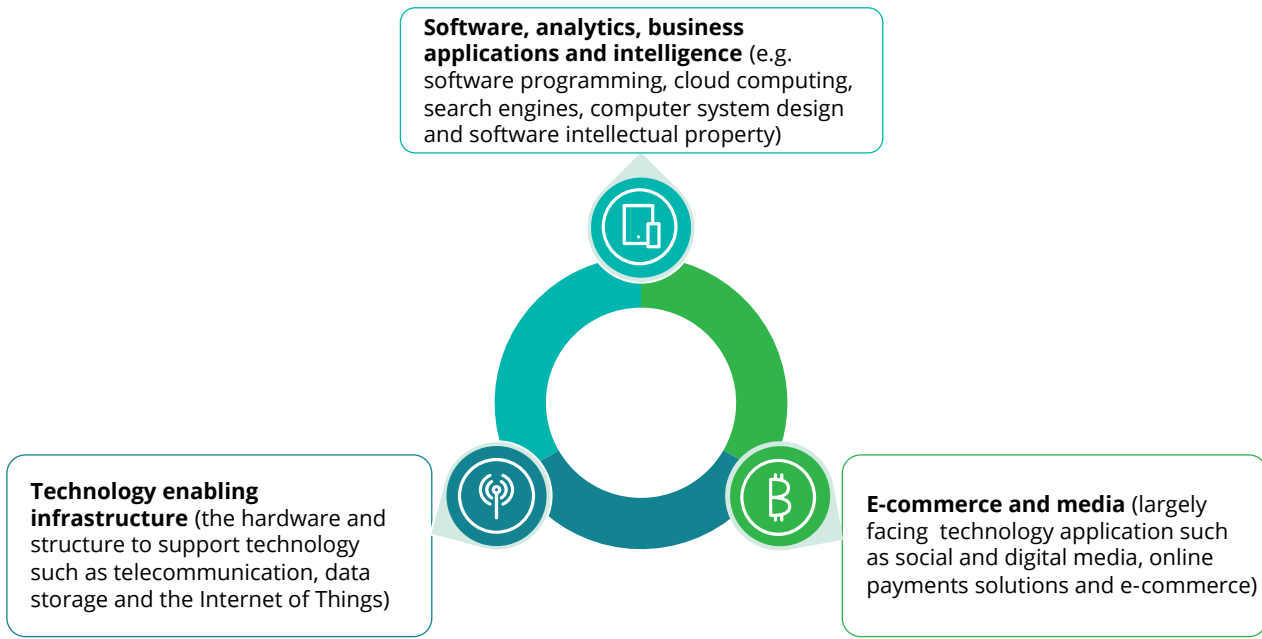 Software, analytics, business
applications and intelligence (e.g.
software programming, cloud computing,
search engines, computer system design
and software intellectual property)
Technology enabling
infrastructure (the hardware and
structure to support technology
such as telecommunication, data
storage and the Internet of Things)
E-commerce and media (largely
facing technology application such
as social and digital media, online
payments solutions and e-commerce)